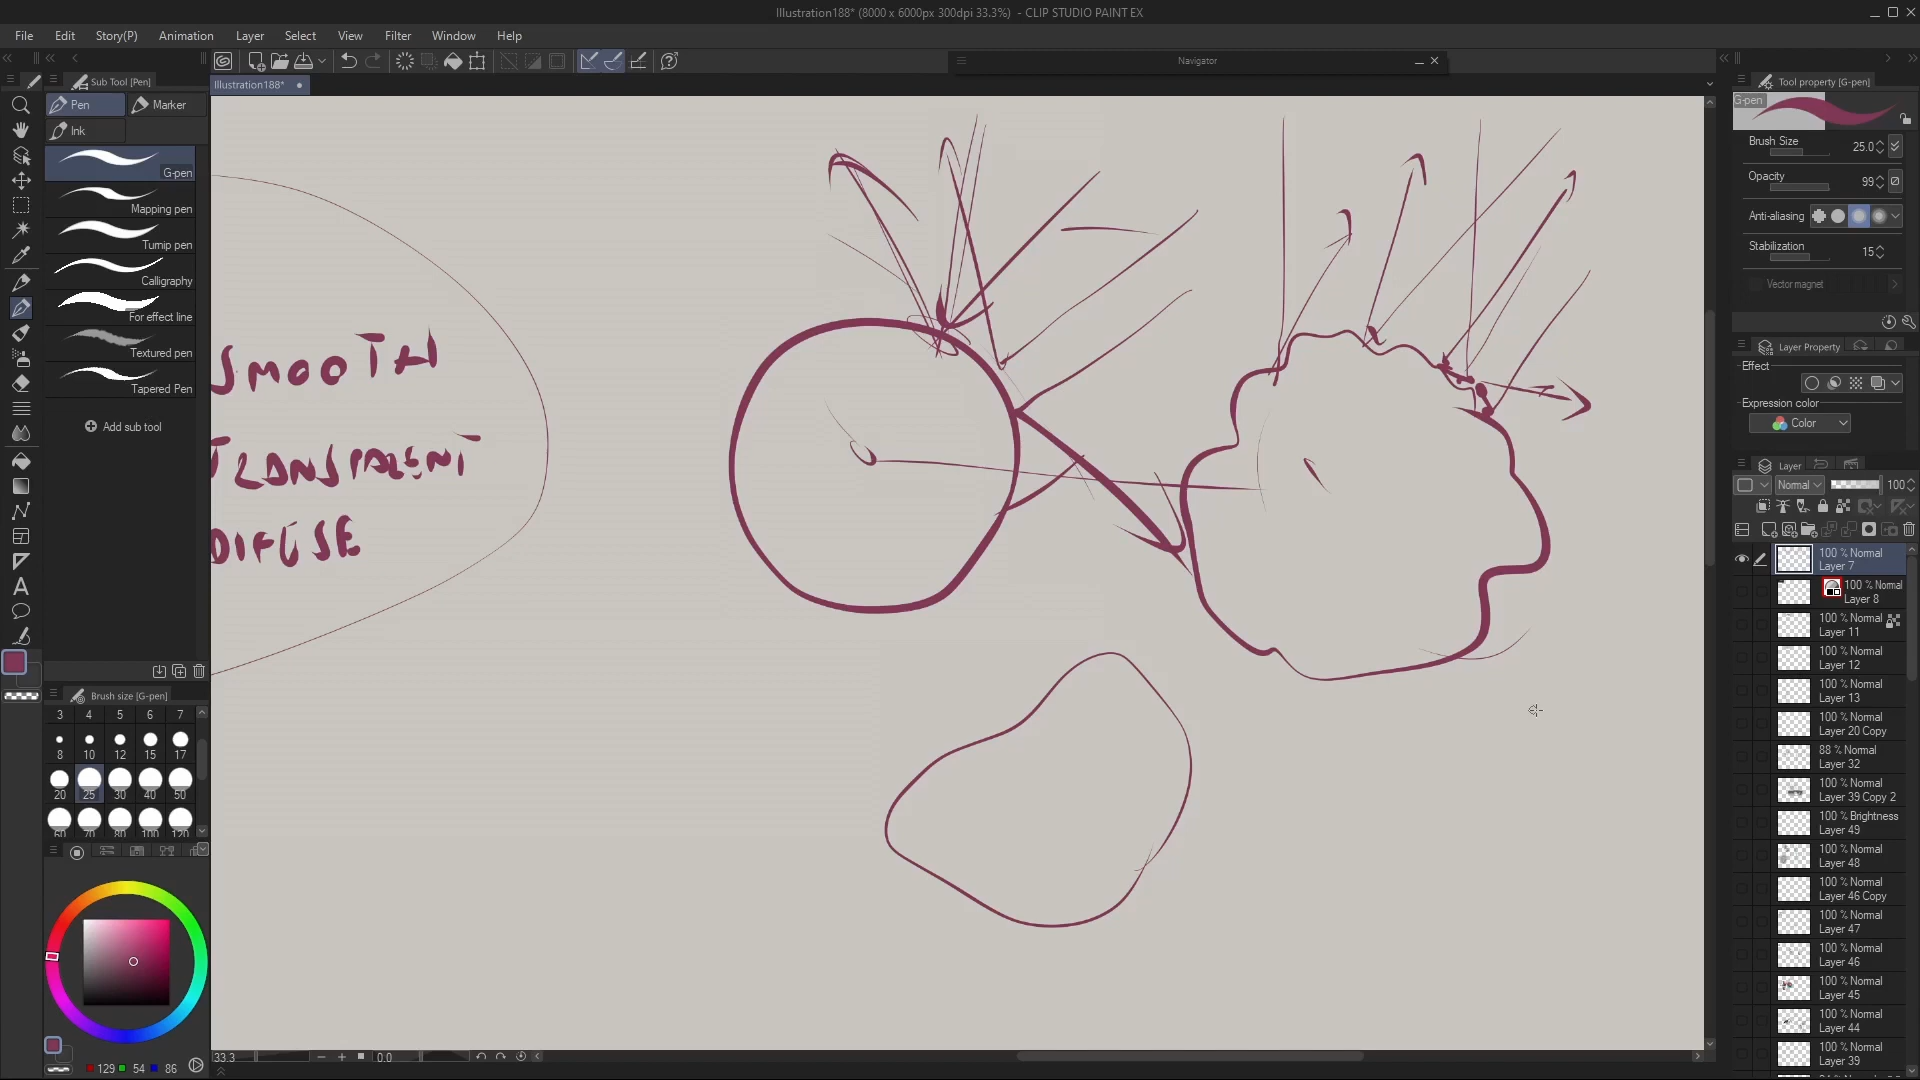 Illustration188* (8000 x 6000px 300dpi 33.3%) - CLIP STUDIO PAINT EX
File Edit Story(P) Animation Layer Select View Filter Window Help
Navigator
Sub Tool [Pen]
Illustration188*
Tool property [G-pen]
Pen Marker
Ink
G-pen
Mapping pen
Turnip pen
Calligraphy
For effect line
Textured pen
Tapered Pen
Add sub tool
Brush size [G-pen]
3 4 5 6 7
8 10 12 15 17
20 25 30 40 50
60 70 80 100 120
129 54 86
SMOOTH
TRANSPARENT
DIFUSE
33.3 0.0
G-pen
Brush Size 25.0
Opacity 99
Anti-aliasing
Stabilization 15
Vector magnet
Layer Property
Effect
Expression color
Color
Layer
Normal 100
100 % Normal
Layer 7
100 % Normal
Layer 8
100 % Normal
Layer 11
100 % Normal
Layer 12
100 % Normal
Layer 13
100 % Normal
Layer 20 Copy
88 % Normal
Layer 32
100 % Normal
Layer 39 Copy 2
100 % Brightness
Layer 49
100 % Normal
Layer 48
100 % Normal
Layer 46 Copy
100 % Normal
Layer 47
100 % Normal
Layer 46
100 % Normal
Layer 45
100 % Normal
Layer 44
100 % Normal
Layer 39